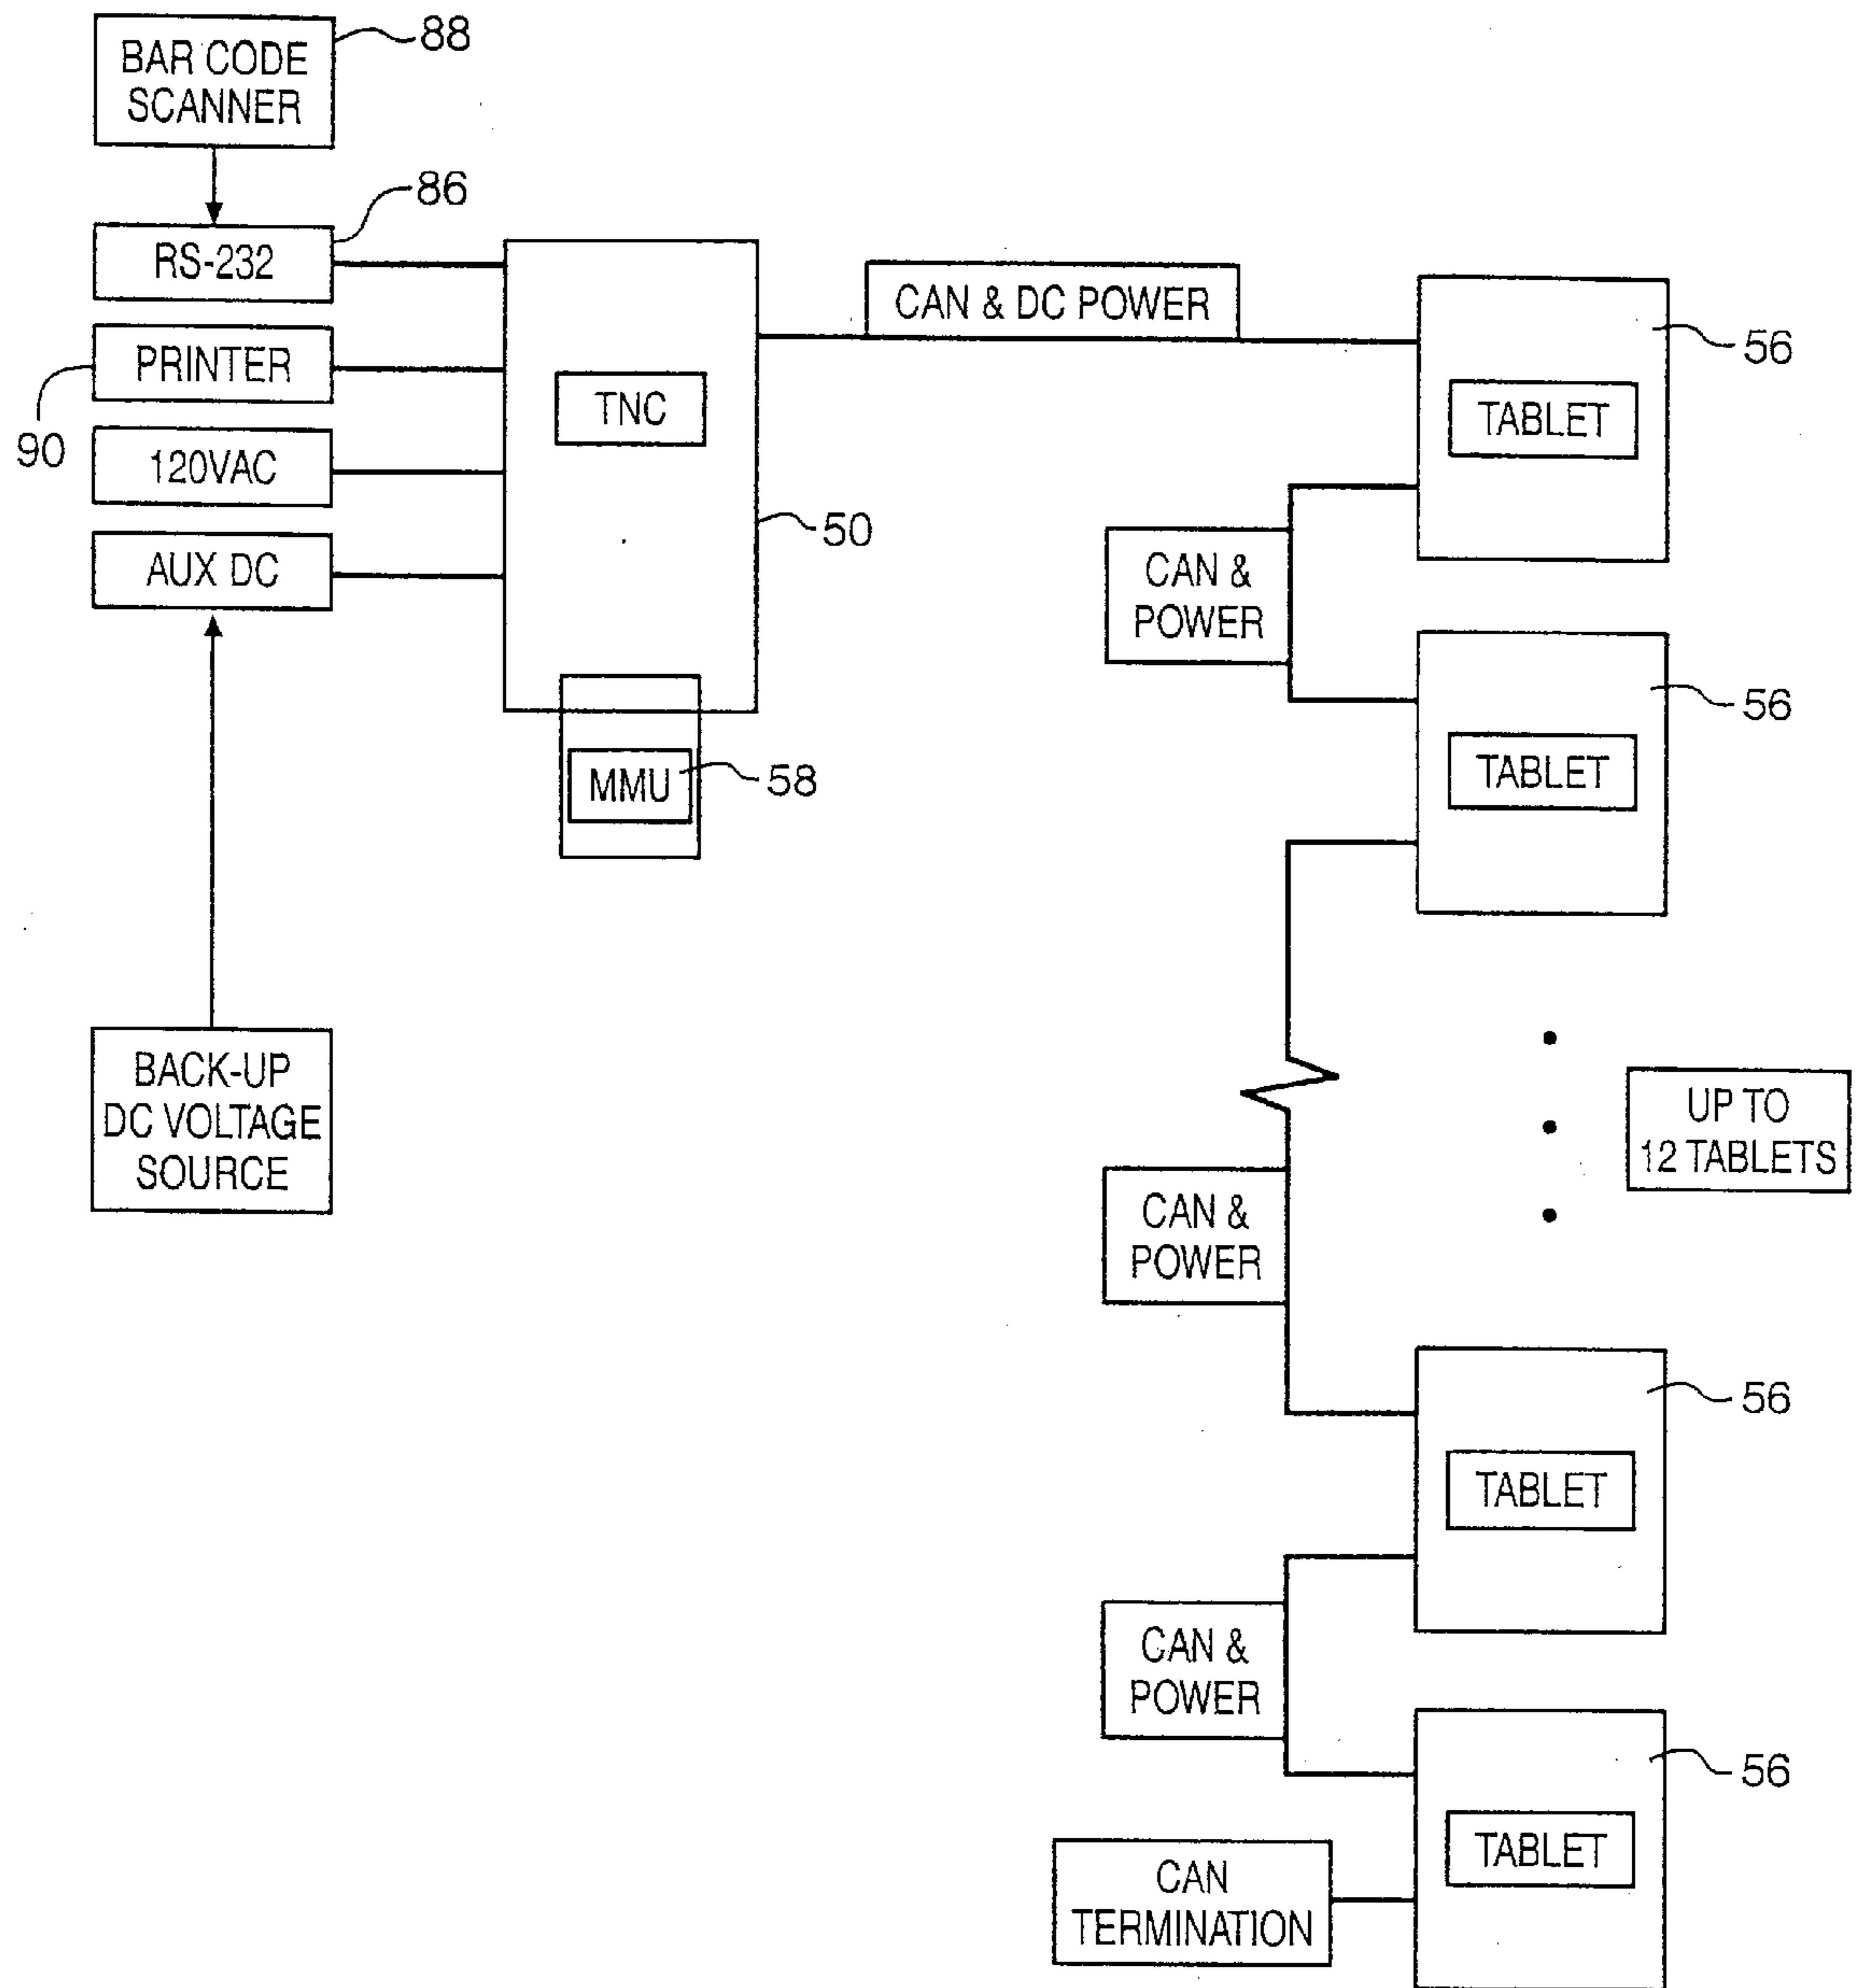 BAR CODE
SCANNER
88
RS-232
86
PRINTER
90
120VAC
AUX DC
BACK-UP
DC VOLTAGE
SOURCE
TNC
50
MMU
58
CAN & DC POWER
TABLET
56
CAN &
POWER
TABLET
56
UP TO
12 TABLETS
CAN &
POWER
TABLET
56
CAN &
POWER
TABLET
56
CAN
TERMINATION